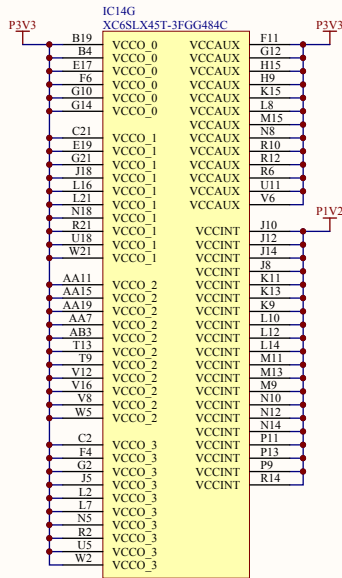 IC14G
XC6SLX45T-3FGG484C
P3V3
P3V3
B19 VCCO_0 VCCAUX F11
B4 VCCO_0 VCCAUX G12
E17 VCCO_0 VCCAUX H15
F6 VCCO_0 VCCAUX H9
G10 VCCO_0 VCCAUX K15
G14 VCCO_0 VCCAUX L8
VCCAUX M15
C21 VCCO_1 VCCAUX N8
E19 VCCO_1 VCCAUX R10
G21 VCCO_1 VCCAUX R12
J18 VCCO_1 VCCAUX R6
L16 VCCO_1 VCCAUX U11
L21 VCCO_1 VCCAUX V6
N18 VCCO_1
P1V2
R21 VCCO_1 VCCINT J10
U18 VCCO_1 VCCINT J12
W21 VCCO_1 VCCINT J14
VCCINT J8
AA11 VCCO_2 VCCINT K11
AA15 VCCO_2 VCCINT K13
AA19 VCCO_2 VCCINT K9
AA7 VCCO_2 VCCINT L10
AB3 VCCO_2 VCCINT L12
T13 VCCO_2 VCCINT L14
T9 VCCO_2 VCCINT M11
V12 VCCO_2 VCCINT M13
V16 VCCO_2 VCCINT M9
V8 VCCO_2 VCCINT N10
W5 VCCO_2 VCCINT N12
VCCINT N14
C2 VCCO_3 VCCINT P11
F4 VCCO_3 VCCINT P13
G2 VCCO_3 VCCINT P9
J5 VCCO_3 VCCINT R14
L2 VCCO_3
L7 VCCO_3
N5 VCCO_3
R2 VCCO_3
U5 VCCO_3
W2 VCCO_3